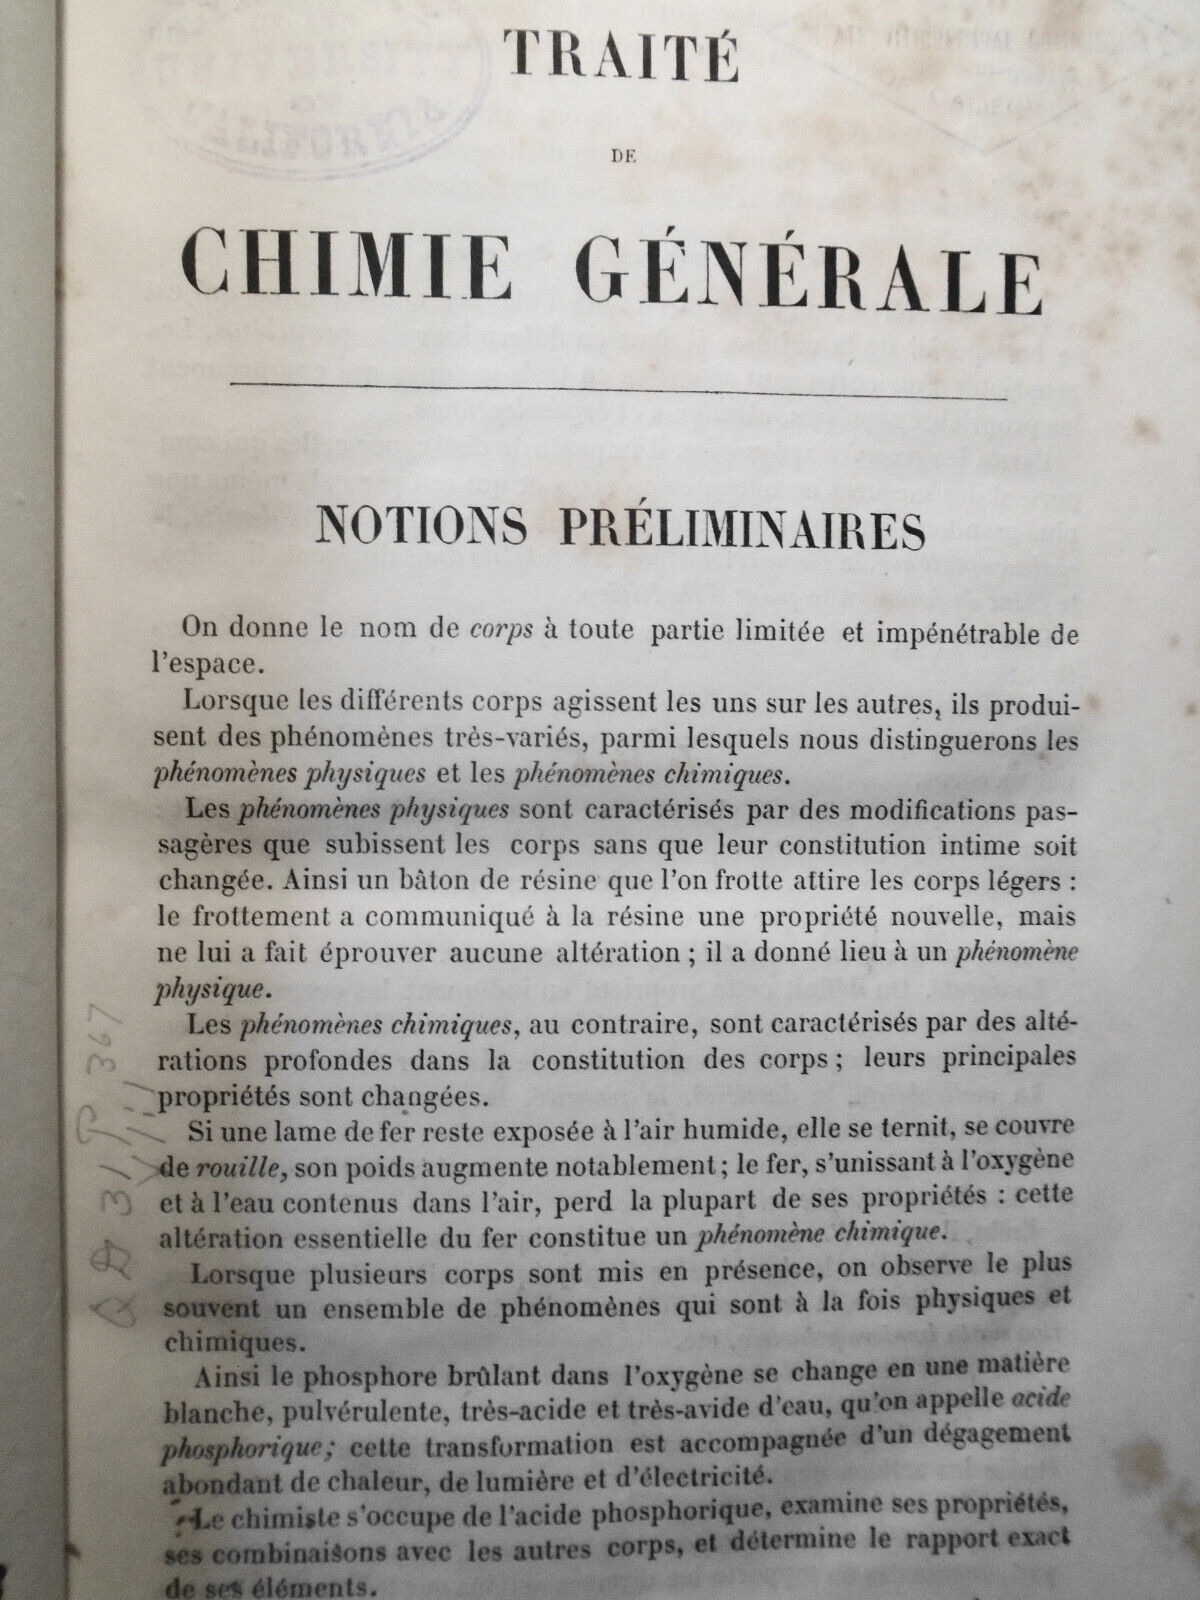 TRAITÉ
DE
CHIMIE GÉNÉRALE
NOTIONS PRÉLIMINAIRES
On donne le nom de corps à toute partie limitée et impénétrable de
l'espace.
Lorsque les différents corps agissent les uns sur les autres, ils produi-
sent des phénomènes très-variés, parmi lesquels nous distinguerons les
phénomènes physiques et les phénomènes chimiques.
Les phénomènes physiques sont caractérisés par des modifications pas-
sagères que subissent les corps sans que leur constitution intime soit
changée. Ainsi un bâton de résine que l'on frotte attire les corps légers :
le frottement a communiqué à la résine une propriété nouvelle, mais
ne lui a fait éprouver aucune altération ; il a donné lieu à un phénomène
physique.
Les phénomènes chimiques, au contraire, sont caractérisés par des alté-
rations profondes dans la constitution des corps ; leurs principales
propriétés sont changées.
Si une lame de fer reste exposée à l'air humide, elle se ternit, se couvre
de rouille, son poids augmente notablement ; le fer, s'unissant à l'oxygène
et à l'eau contenus dans l'air, perd la plupart de ses propriétés : cette
altération essentielle du fer constitue un phénomène chimique.
Lorsque plusieurs corps sont mis en présence, on observe le plus
souvent un ensemble de phénomènes qui sont à la fois physiques et
chimiques.
Ainsi le phosphore brûlant dans l'oxygène se change en une matière
blanche, pulvérulente, très-acide et très-avide d'eau, qu'on appelle acide
phosphorique ; cette transformation est accompagnée d'un dégagement
abondant de chaleur, de lumière et d'électricité.
Le chimiste s'occupe de l'acide phosphorique, examine ses propriétés,
ses combinaisons avec les autres corps, et détermine le rapport exact
de ses éléments.
QD 31 P 367